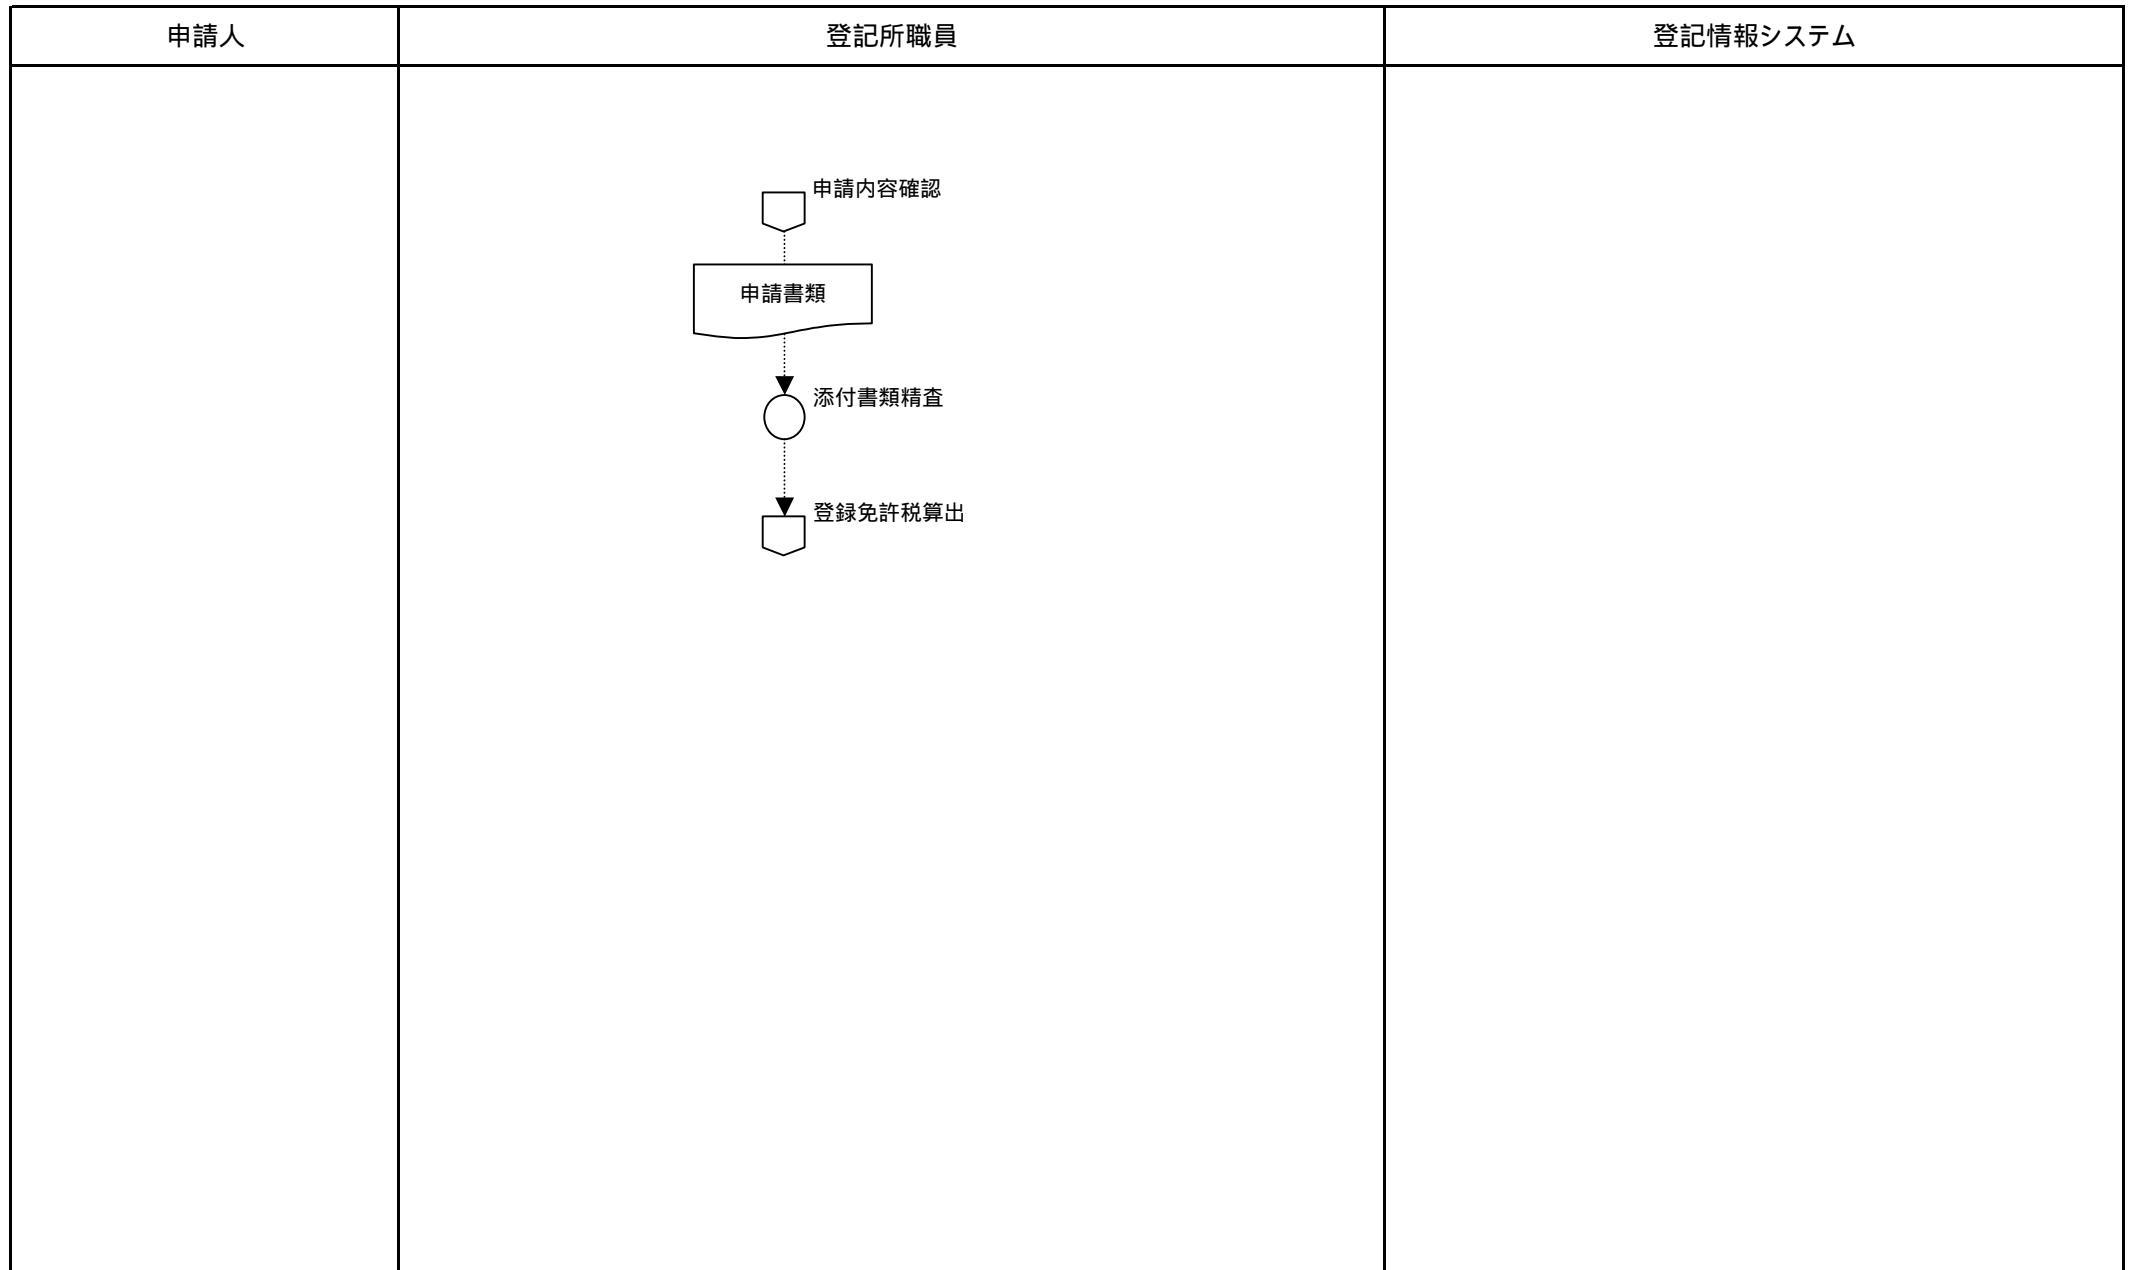 申請人
登記所職員
登記情報システム
申請内容確認
申請書類
添付書類精査
登録免許税算出